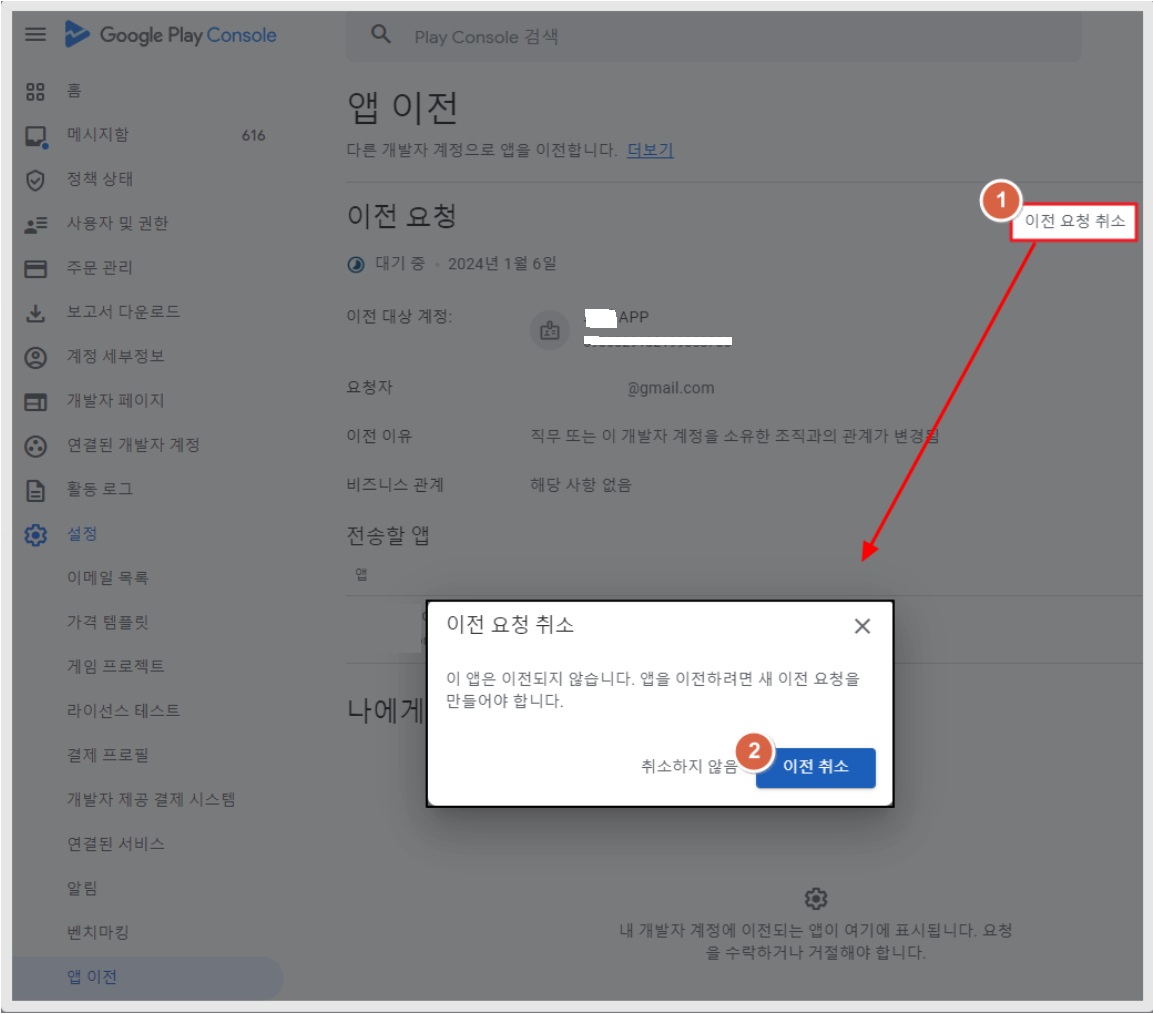 Google Play Console
Play Console 검색
홈
메시지함 616
정책 상태
사용자 및 권한
주문 관리
보고서 다운로드
계정 세부정보
개발자 페이지
연결된 개발자 계정
활동 로그
설정
이메일 목록
가격 템플릿
게임 프로젝트
라이선스 테스트
결제 프로필
개발자 제공 결제 시스템
연결된 서비스
알림
벤치마킹
앱 이전
앱 이전
다른 개발자 계정으로 앱을 이전합니다. 더보기
이전 요청
1
이전 요청 취소
대기 중 • 2024년 1월 6일
이전 대상 계정:
APP
요청자 @gmail.com
이전 이유 직무 또는 이 개발자 계정을 소유한 조직과의 관계가 변경됨
비즈니스 관계 해당 사항 없음
전송할 앱
앱
이전 요청 취소
이 앱은 이전되지 않습니다. 앱을 이전하려면 새 이전 요청을
만들어야 합니다.
취소하지 않음
2
이전 취소
나에게
내 개발자 계정에 이전되는 앱이 여기에 표시됩니다. 요청
을 수락하거나 거절해야 합니다.